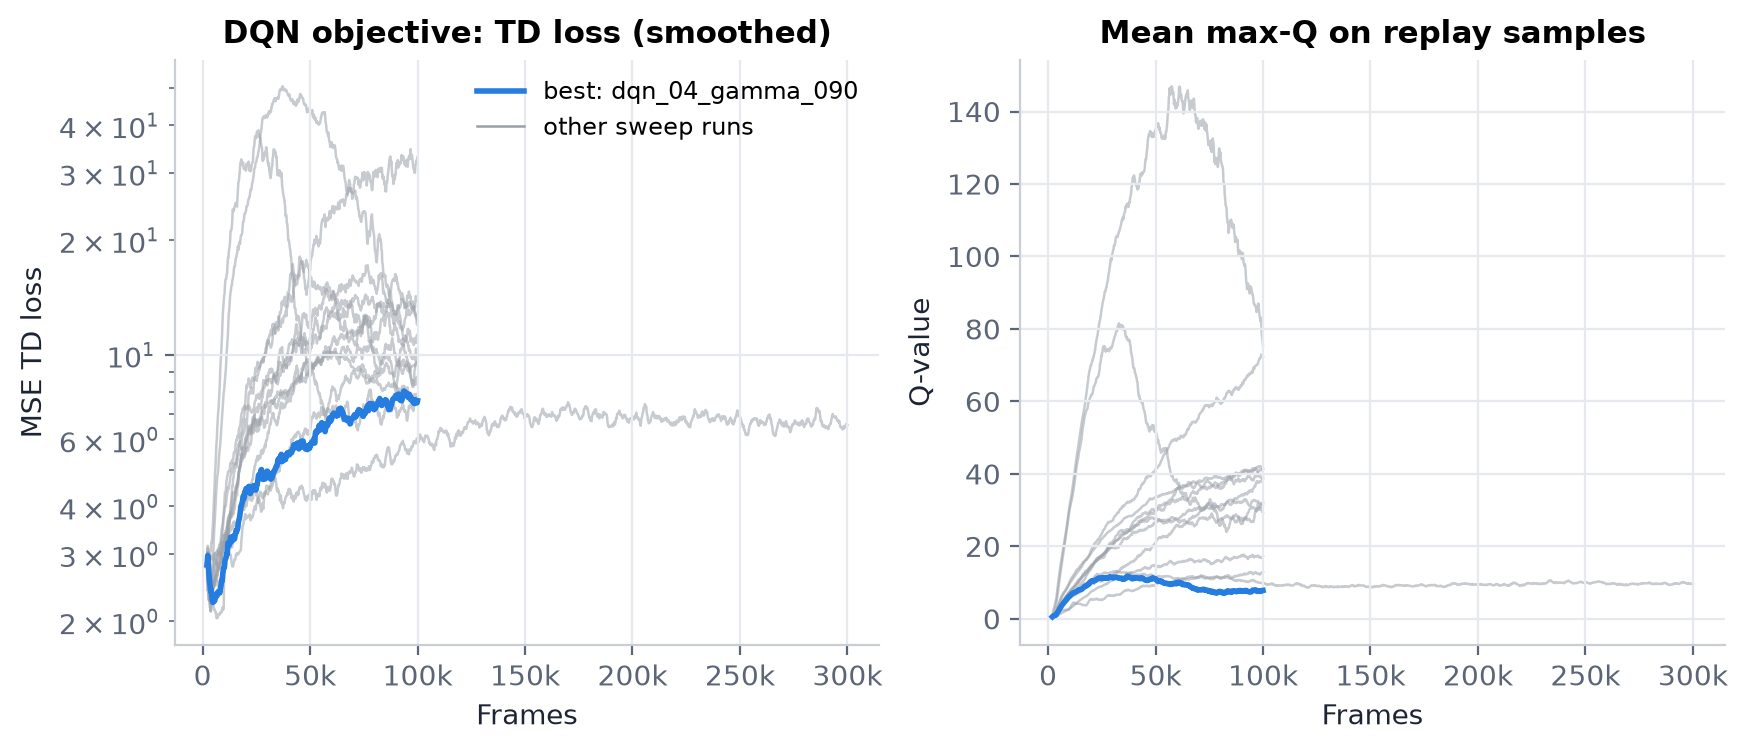 DQN objective: TD loss (smoothed)
best: dqn_04_gamma_090
other sweep runs
4 × 10¹
3 × 10¹
2 × 10¹
10¹
6 × 10⁰
4 × 10⁰
3 × 10⁰
2 × 10⁰
MSE TD loss
0 50k 100k 150k 200k 250k 300k
Frames
Mean max-Q on replay samples
140
120
100
80
60
40
20
0
Q-value
0 50k 100k 150k 200k 250k 300k
Frames